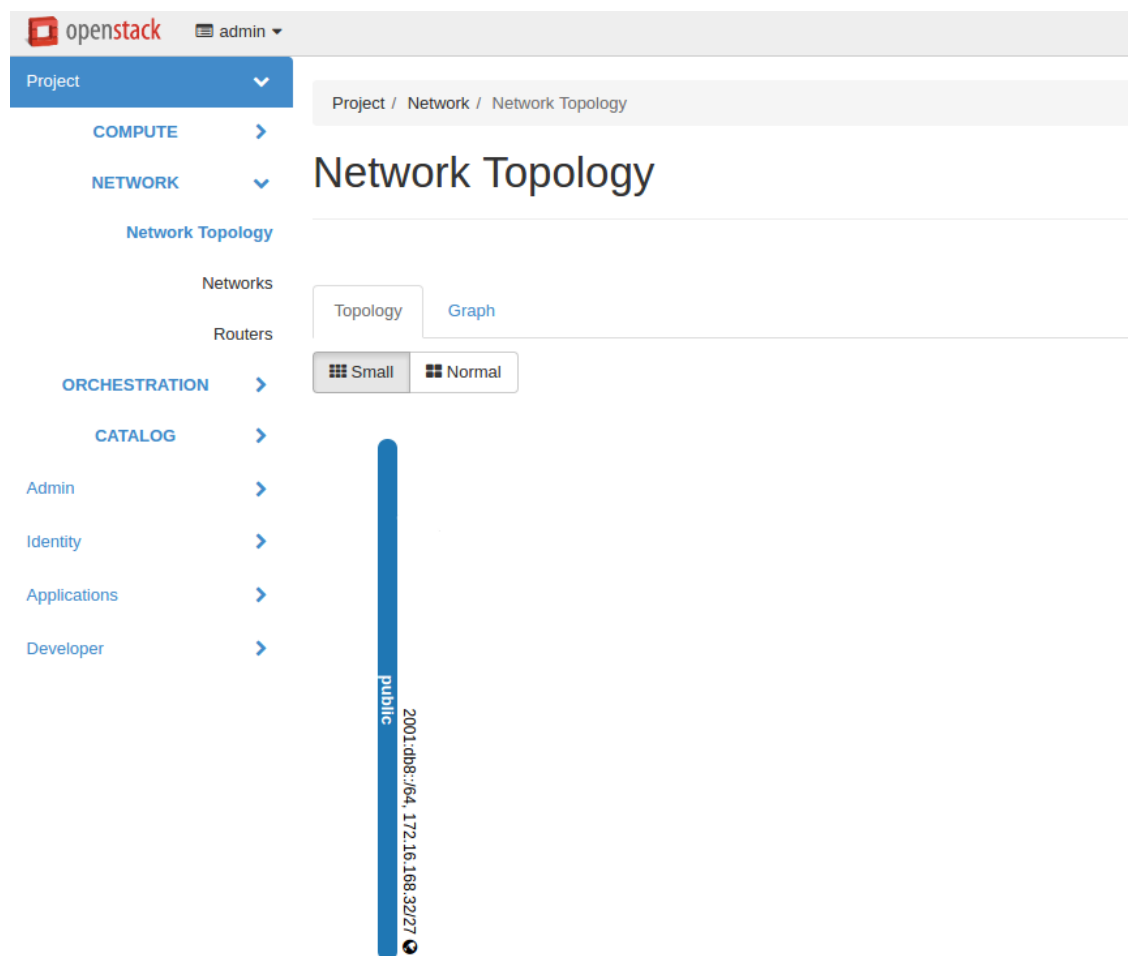 openstack admin
Project
COMPUTE
NETWORK
Network Topology
Networks
Routers
ORCHESTRATION
CATALOG
Admin
Identity
Applications
Developer
Project / Network / Network Topology
Network Topology
Topology Graph
Small Normal
public
2001:db8::/64, 172.16.168.32/27